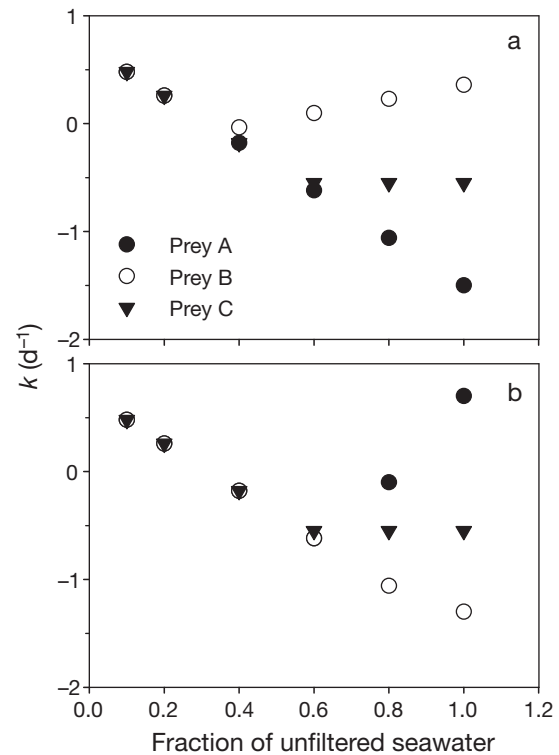 1
a
0
−1
Prey A
Prey B
Prey C
−2
k (d⁻¹)
1
b
0
−1
−2
0.0 0.2 0.4 0.6 0.8 1.0 1.2
Fraction of unfiltered seawater